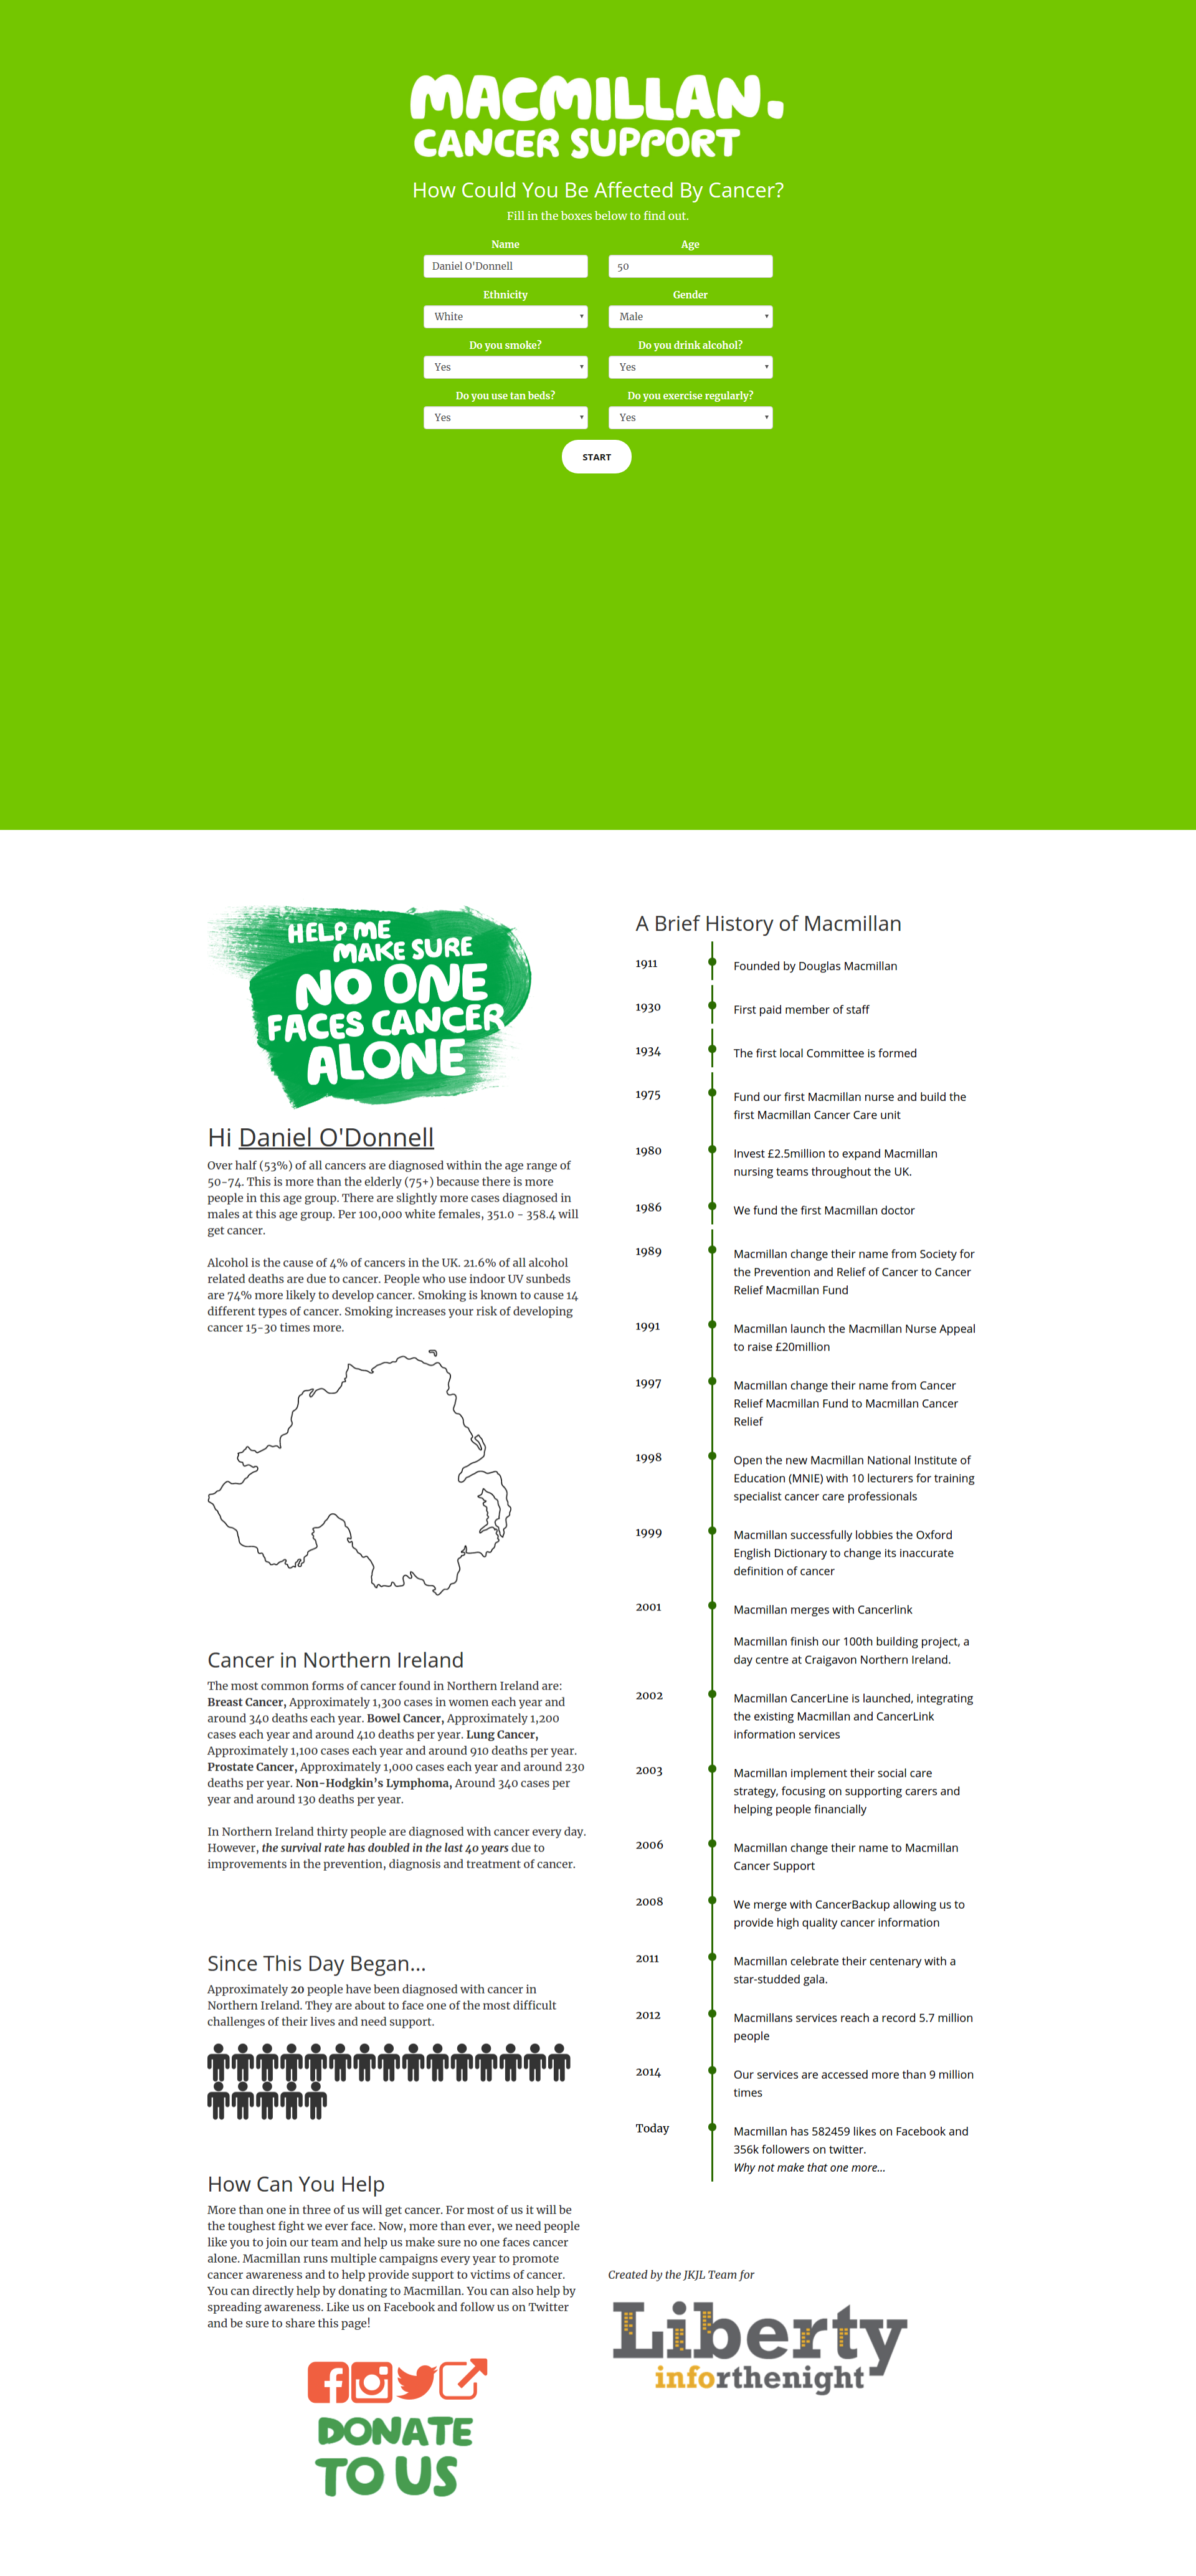 MACMILLAN.
CANCER SUPPORT
How Could You Be Affected By Cancer?
Fill in the boxes below to find out.
Name
Age
Daniel O'Donnell
50
Ethnicity
Gender
White
Male
Do you smoke?
Do you drink alcohol?
Yes
Yes
Do you use tan beds?
Do you exercise regularly?
Yes
Yes
START
HELP ME
MAKE SURE
NO ONE
FACES CANCER
ALONE
Hi Daniel O'Donnell
Over half (53%) of all cancers are diagnosed within the age range of
50-74. This is more than the elderly (75+) because there is more
people in this age group. There are slightly more cases diagnosed in
males at this age group. Per 100,000 white females, 351.0 - 358.4 will
get cancer.
Alcohol is the cause of 4% of cancers in the UK. 21.6% of all alcohol
related deaths are due to cancer. People who use indoor UV sunbeds
are 74% more likely to develop cancer. Smoking is known to cause 14
different types of cancer. Smoking increases your risk of developing
cancer 15-30 times more.
Cancer in Northern Ireland
The most common forms of cancer found in Northern Ireland are:
Breast Cancer, Approximately 1,300 cases in women each year and
around 340 deaths each year. Bowel Cancer, Approximately 1,200
cases each year and around 410 deaths per year. Lung Cancer,
Approximately 1,100 cases each year and around 910 deaths per year.
Prostate Cancer, Approximately 1,000 cases each year and around 230
deaths per year. Non-Hodgkin's Lymphoma, Around 340 cases per
year and around 130 deaths per year.
In Northern Ireland thirty people are diagnosed with cancer every day.
However, the survival rate has doubled in the last 40 years due to
improvements in the prevention, diagnosis and treatment of cancer.
Since This Day Began...
Approximately 20 people have been diagnosed with cancer in
Northern Ireland. They are about to face one of the most difficult
challenges of their lives and need support.
How Can You Help
More than one in three of us will get cancer. For most of us it will be
the toughest fight we ever face. Now, more than ever, we need people
like you to join our team and help us make sure no one faces cancer
alone. Macmillan runs multiple campaigns every year to promote
cancer awareness and to help provide support to victims of cancer.
You can directly help by donating to Macmillan. You can also help by
spreading awareness. Like us on Facebook and follow us on Twitter
and be sure to share this page!
DONATE
TO US
A Brief History of Macmillan
1911
Founded by Douglas Macmillan
1930
First paid member of staff
1934
The first local Committee is formed
1975
Fund our first Macmillan nurse and build the
first Macmillan Cancer Care unit
1980
Invest £2.5million to expand Macmillan
nursing teams throughout the UK.
1986
We fund the first Macmillan doctor
1989
Macmillan change their name from Society for
the Prevention and Relief of Cancer to Cancer
Relief Macmillan Fund
1991
Macmillan launch the Macmillan Nurse Appeal
to raise £20million
1997
Macmillan change their name from Cancer
Relief Macmillan Fund to Macmillan Cancer
Relief
1998
Open the new Macmillan National Institute of
Education (MNIE) with 10 lecturers for training
specialist cancer care professionals
1999
Macmillan successfully lobbies the Oxford
English Dictionary to change its inaccurate
definition of cancer
2001
Macmillan merges with Cancerlink
Macmillan finish our 100th building project, a
day centre at Craigavon Northern Ireland.
2002
Macmillan CancerLine is launched, integrating
the existing Macmillan and CancerLink
information services
2003
Macmillan implement their social care
strategy, focusing on supporting carers and
helping people financially
2006
Macmillan change their name to Macmillan
Cancer Support
2008
We merge with CancerBackup allowing us to
provide high quality cancer information
2011
Macmillan celebrate their centenary with a
star-studded gala.
2012
Macmillans services reach a record 5.7 million
people
2014
Our services are accessed more than 9 million
times
Today
Macmillan has 582459 likes on Facebook and
356k followers on twitter.
Why not make that one more...
Created by the JKJL Team for
Liberty
inforthenight